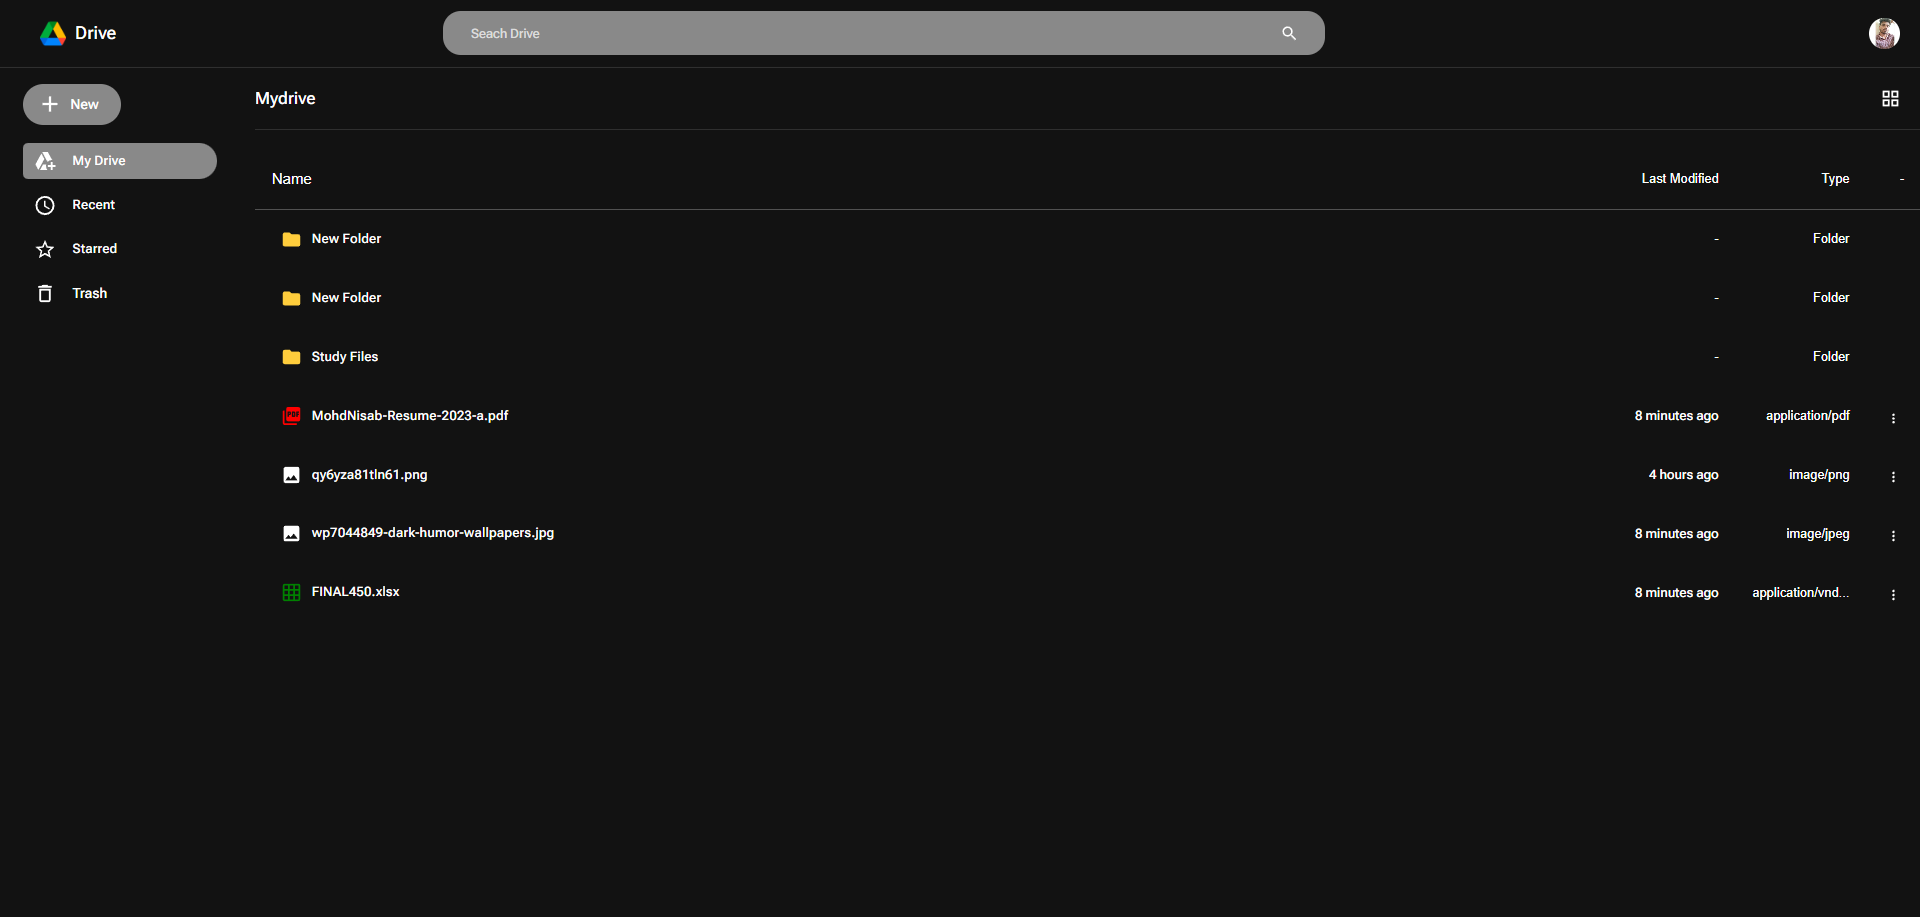 Drive
Seach Drive
New
My Drive
Recent
Starred
Trash
Mydrive
Name Last Modified Type -
New Folder - Folder
New Folder - Folder
Study Files - Folder
PDF MohdNisab-Resume-2023-a.pdf 8 minutes ago application/pdf
qy6yza81tln61.png 4 hours ago image/png
wp7044849-dark-humor-wallpapers.jpg 8 minutes ago image/jpeg
FINAL450.xlsx 8 minutes ago application/vnd...